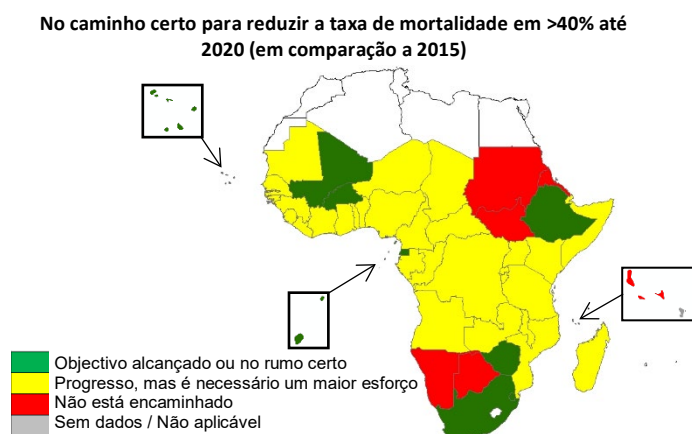 No caminho certo para reduzir a taxa de mortalidade em >40% até
2020 (em comparação a 2015)
Objectivo alcançado ou no rumo certo
Progresso, mas é necessário um maior esforço
Não está encaminhado
Sem dados / Não aplicável